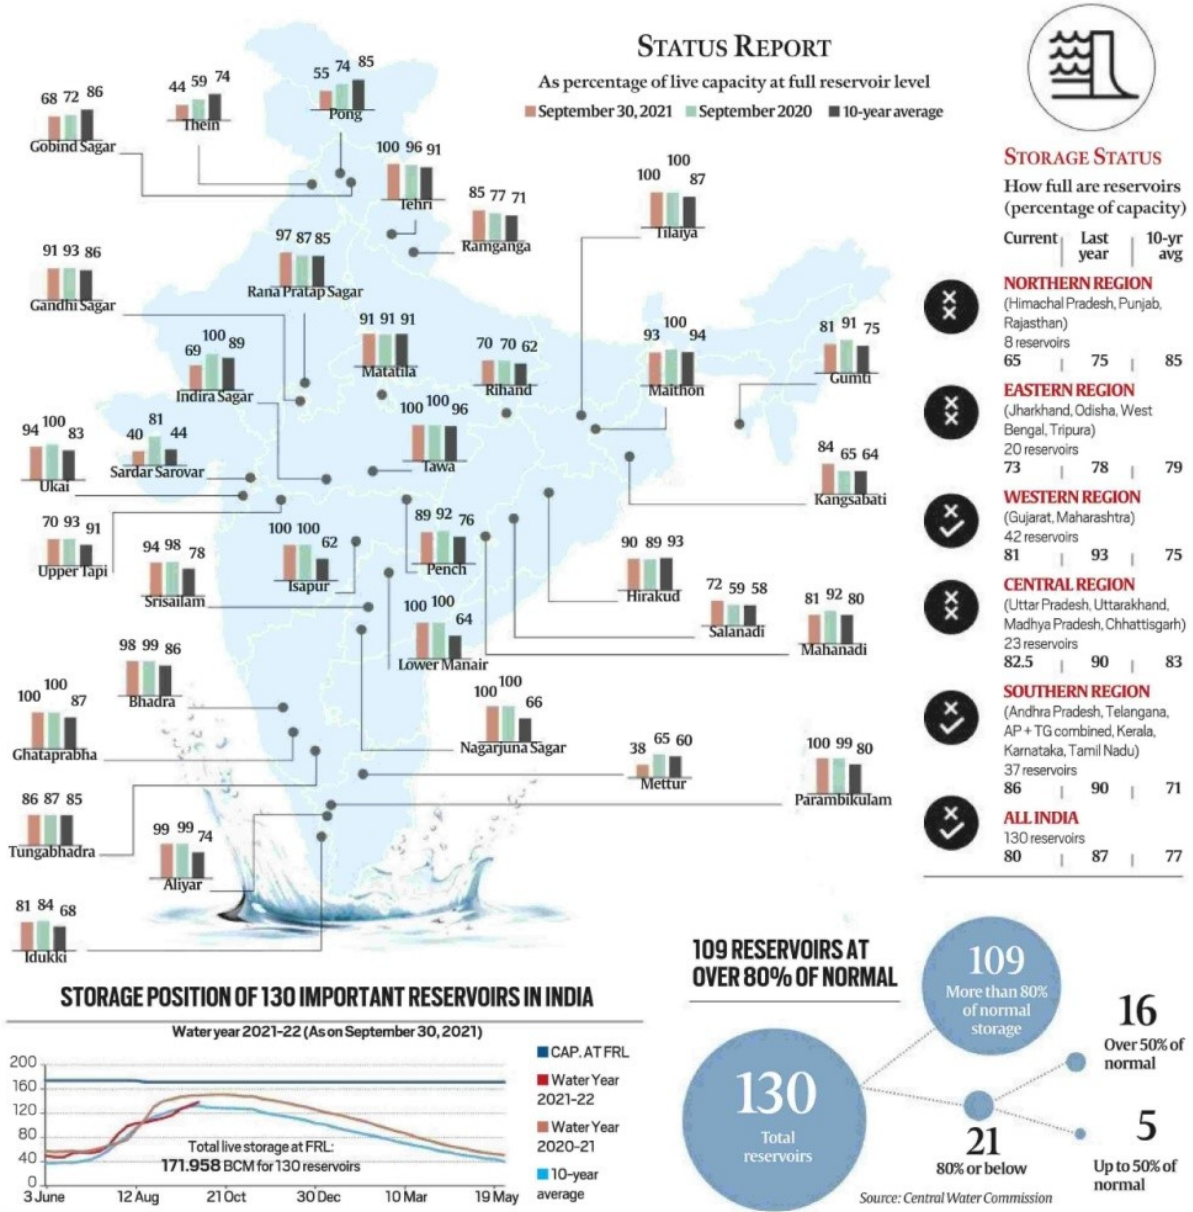 STATUS REPORT
As percentage of live capacity at full reservoir level
September 30, 2021 September 2020 10-year average
68 72 86
Gobind Sagar
44 59 74
Thein
55 74 85
Pong
100 96 91
Tehri
85 77 71
Ramganga
100 100 87
Tilaiya
91 93 86
Gandhi Sagar
97 87 85
Rana Pratap Sagar
69 100 89
Indira Sagar
91 91 91
Matatila
70 70 62
Rihand
93 100 94
Maithon
81 91 75
Gumti
94 100 83
Ukai
40 81 44
Sardar Sarovar
100 100 96
Tawa
84 65 64
Kangsabati
70 93 91
Upper Tapi
94 98 78
Srisailam
100 100 62
Isapur
89 92 76
Pench
90 89 93
Hirakud
72 59 58
Salanadi
81 92 80
Mahanadi
100 100 64
Lower Manair
98 99 86
Bhadra
100 100 87
Ghataprabha
100 100 66
Nagarjuna Sagar
38 65 60
Mettur
100 99 80
Parambikulam
86 87 85
Tungabhadra
99 99 74
Aliyar
81 84 68
Idukki
STORAGE STATUS
How full are reservoirs
(percentage of capacity)
Current Last 10-yr
year avg
NORTHERN REGION
(Himachal Pradesh, Punjab,
Rajasthan)
8 reservoirs
65 75 85
EASTERN REGION
(Jharkhand, Odisha, West
Bengal, Tripura)
20 reservoirs
73 78 79
WESTERN REGION
(Gujarat, Maharashtra)
42 reservoirs
81 93 75
CENTRAL REGION
(Uttar Pradesh, Uttarakhand,
Madhya Pradesh, Chhattisgarh)
23 reservoirs
82.5 90 83
SOUTHERN REGION
(Andhra Pradesh, Telangana,
AP + TG combined, Kerala,
Karnataka, Tamil Nadu)
37 reservoirs
86 90 71
ALL INDIA
130 reservoirs
80 87 77
STORAGE POSITION OF 130 IMPORTANT RESERVOIRS IN INDIA
Water year 2021-22 (As on September 30, 2021)
200
160
120
80
40
0
3 June 12 Aug 21 Oct 30 Dec 10 Mar 19 May
Total live storage at FRL:
171.958 BCM for 130 reservoirs
CAP. AT FRL
Water Year
2021-22
Water Year
2020-21
10-year
average
109 RESERVOIRS AT
OVER 80% OF NORMAL
130
Total
reservoirs
109
More than 80%
of normal
storage
21
80% or below
16
Over 50% of
normal
5
Up to 50% of
normal
Source: Central Water Commission